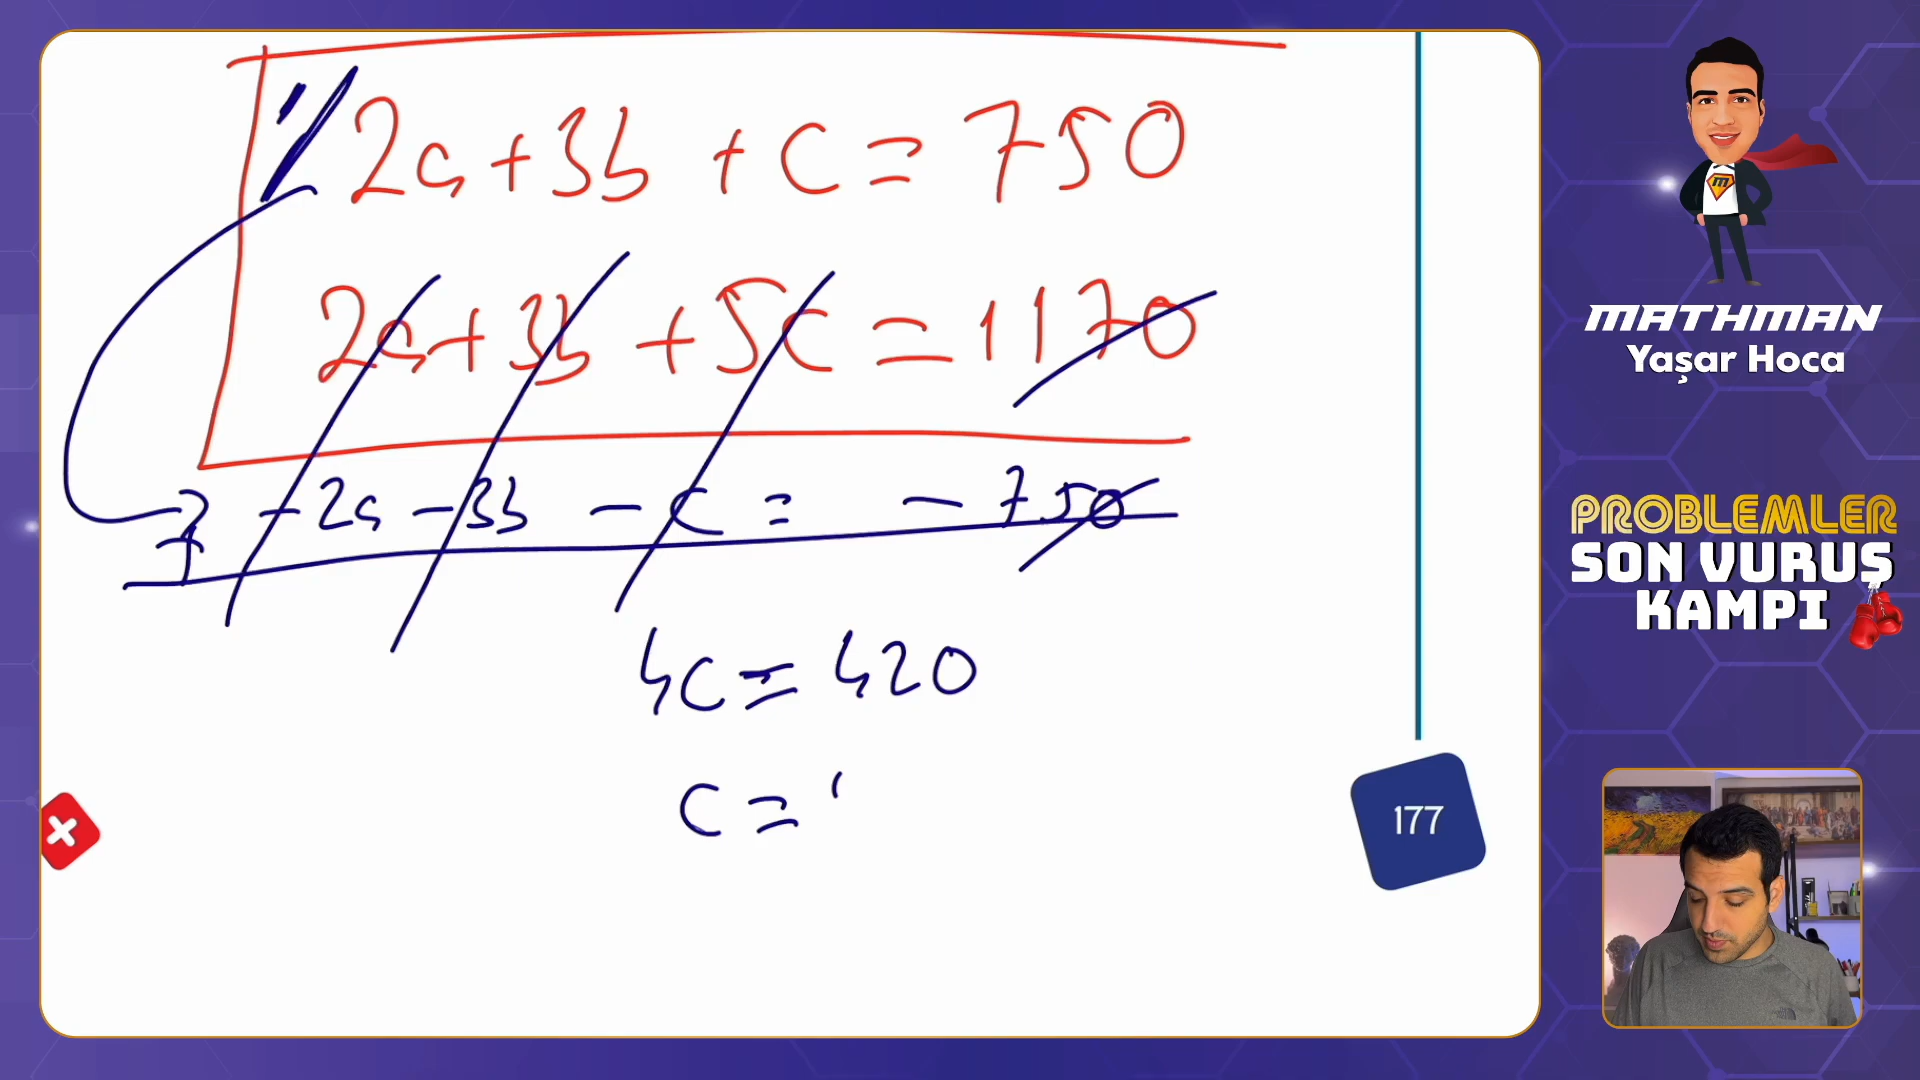 2a+3b+c=750
2a+3b+5c=1170
-2a-3b-c= -750
+
4c=420
c=
177
MATHMAN
Yaşar Hoca
PROBLEMLER
SON VURUŞ
KAMPI